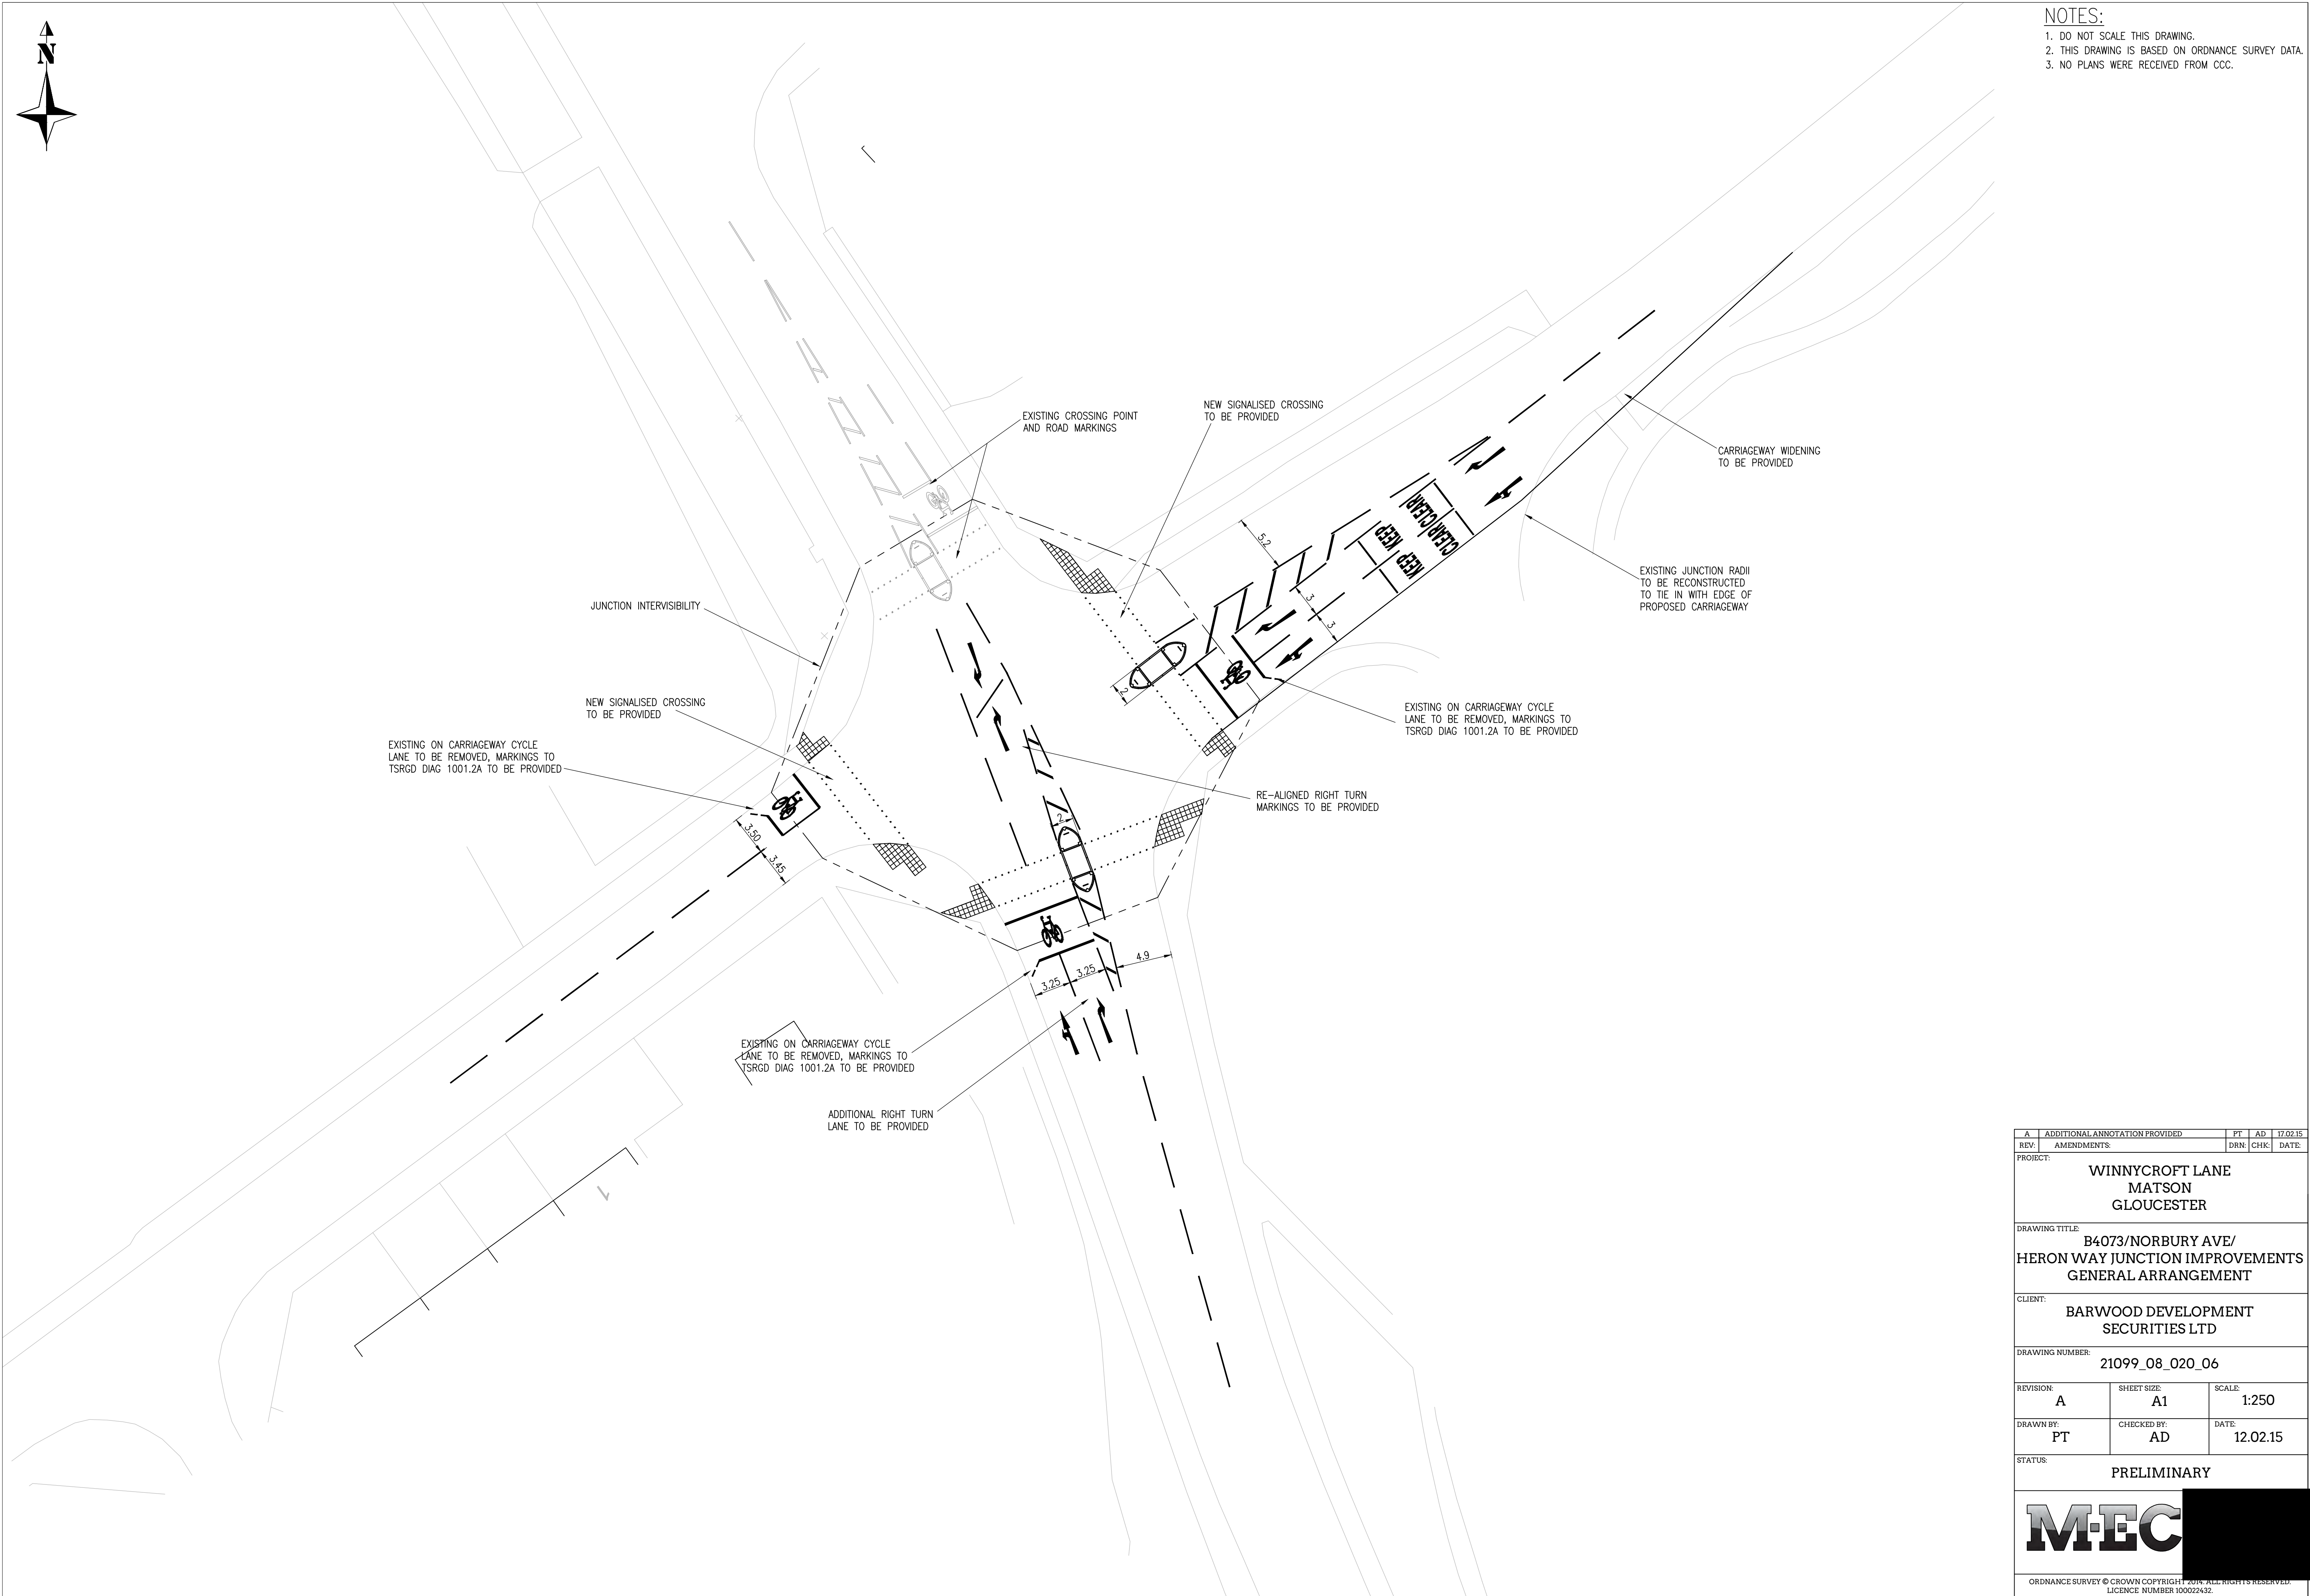 N
NOTES:
1. DO NOT SCALE THIS DRAWING.
2. THIS DRAWING IS BASED ON ORDNANCE SURVEY DATA.
3. NO PLANS WERE RECEIVED FROM CCC.
EXISTING CROSSING POINT
AND ROAD MARKINGS
NEW SIGNALISED CROSSING
TO BE PROVIDED
CARRIAGEWAY WIDENING
TO BE PROVIDED
CLEAR
CLEAR
KEEP
KEEP
5.2
3
3
2
EXISTING JUNCTION RADII
TO BE RECONSTRUCTED
TO TIE IN WITH EDGE OF
PROPOSED CARRIAGEWAY
JUNCTION INTERVISIBILITY
NEW SIGNALISED CROSSING
TO BE PROVIDED
EXISTING ON CARRIAGEWAY CYCLE
LANE TO BE REMOVED, MARKINGS TO
TSRGD DIAG 1001.2A TO BE PROVIDED
EXISTING ON CARRIAGEWAY CYCLE
LANE TO BE REMOVED, MARKINGS TO
TSRGD DIAG 1001.2A TO BE PROVIDED
RE-ALIGNED RIGHT TURN
MARKINGS TO BE PROVIDED
2
3.50
3.45
3.25
3.25
4.9
EXISTING ON CARRIAGEWAY CYCLE
LANE TO BE REMOVED, MARKINGS TO
TSRGD DIAG 1001.2A TO BE PROVIDED
ADDITIONAL RIGHT TURN
LANE TO BE PROVIDED
A ADDITIONAL ANNOTATION PROVIDED PT AD 17.02.15
REV: AMENDMENTS: DRN: CHK: DATE:
PROJECT:
WINNYCROFT LANE
MATSON
GLOUCESTER
DRAWING TITLE:
B4073/NORBURY AVE/
HERON WAY JUNCTION IMPROVEMENTS
GENERAL ARRANGEMENT
CLIENT:
BARWOOD DEVELOPMENT
SECURITIES LTD
DRAWING NUMBER:
21099_08_020_06
REVISION: SHEET SIZE: SCALE:
A A1 1:250
DRAWN BY: CHECKED BY: DATE:
PT AD 12.02.15
STATUS:
PRELIMINARY
M-EC
ORDNANCE SURVEY © CROWN COPYRIGHT 2014. ALL RIGHTS RESERVED.
LICENCE NUMBER 100022432.